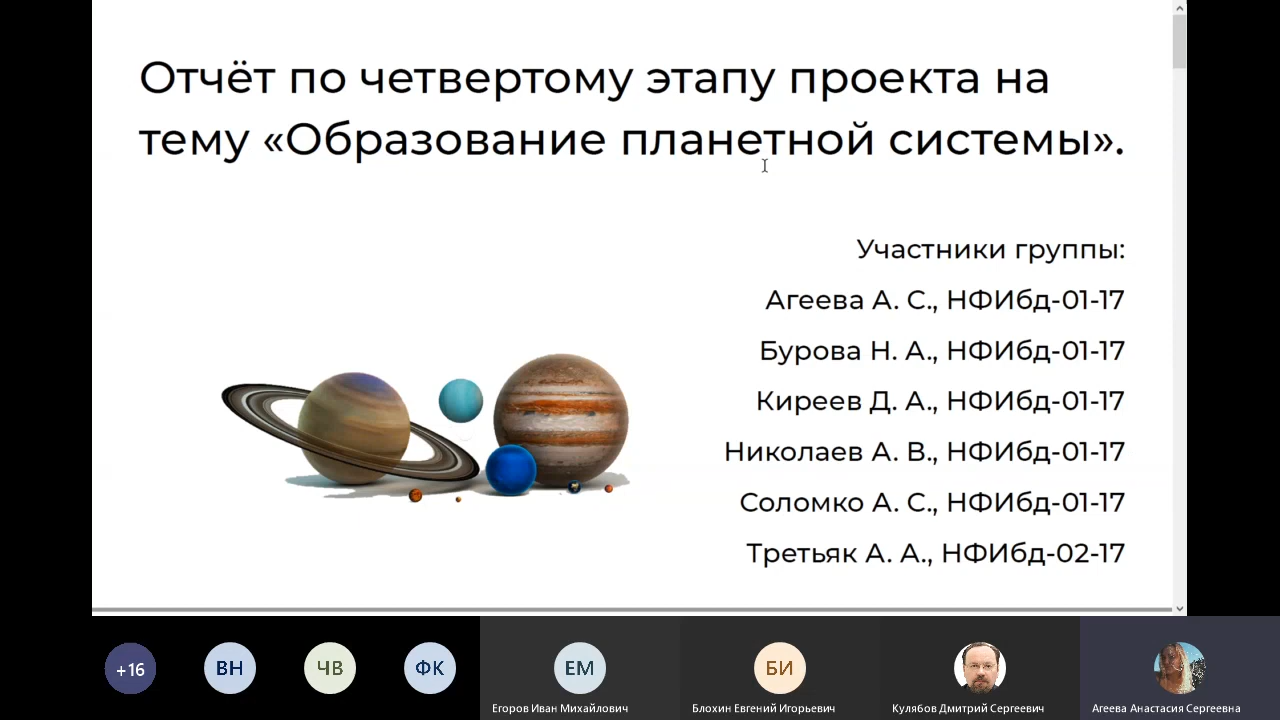 Отчёт по четвертому этапу проекта на
тему «Образование планетной системы».
Участники группы:
Агеева А. С., НФИбд-01-17
Бурова Н. А., НФИбд-01-17
Киреев Д. А., НФИбд-01-17
Николаев А. В., НФИбд-01-17
Соломко А. С., НФИбд-01-17
Третьяк А. А., НФИбд-02-17
+16
ВН
ЧВ
ФК
ЕМ
БИ
Егоров Иван Михайлович
Блохин Евгений Игорьевич
Кулябов Дмитрий Сергеевич
Агеева Анастасия Сергеевна